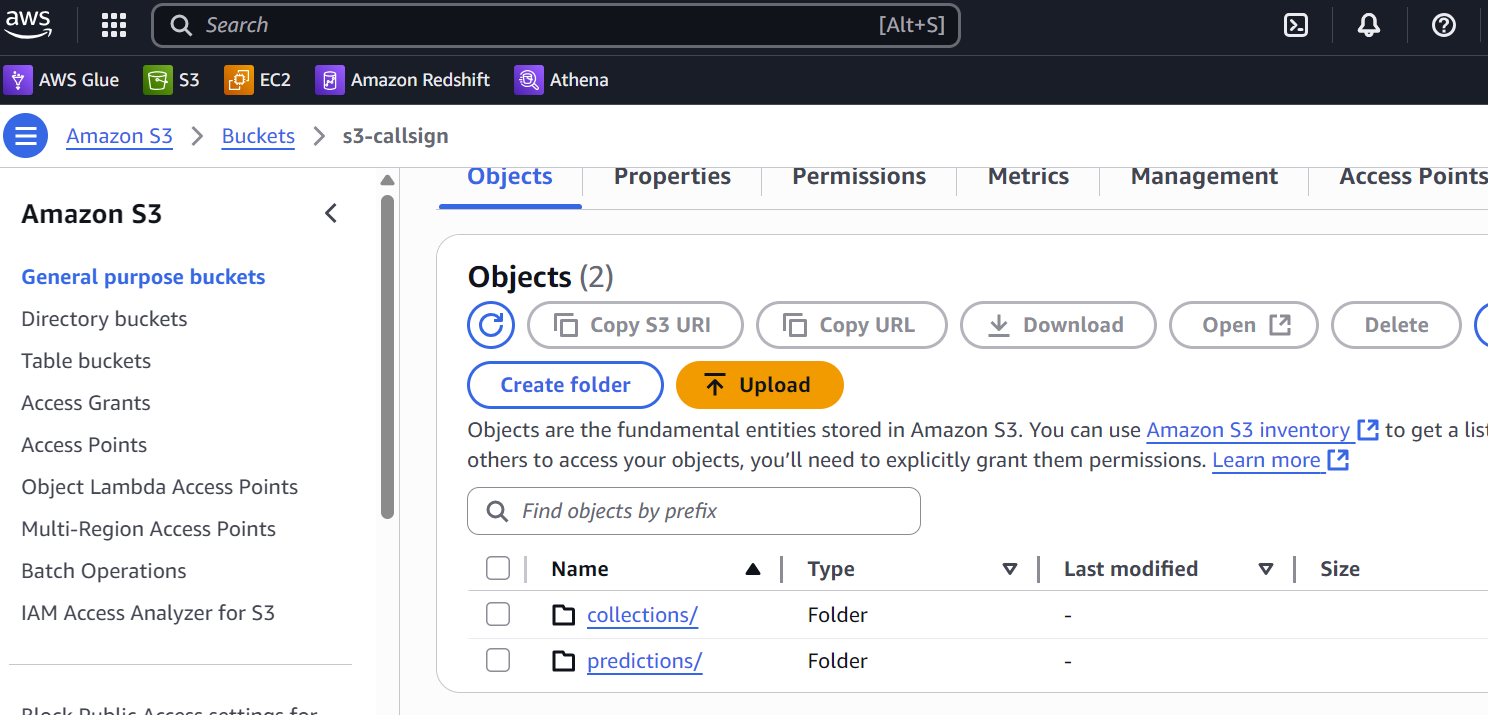 aws Search [Alt+S]
AWS Glue S3 EC2 Amazon Redshift Athena
Amazon S3 Buckets s3-callsign
Amazon S3
General purpose buckets
Directory buckets
Table buckets
Access Grants
Access Points
Object Lambda Access Points
Multi-Region Access Points
Batch Operations
IAM Access Analyzer for S3
Block Public Access settings for
Objects Properties Permissions Metrics Management Access Points
Objects (2)
Copy S3 URI Copy URL Download Open Delete
Create folder Upload
Objects are the fundamental entities stored in Amazon S3. You can use Amazon S3 inventory to get a list
others to access your objects, you’ll need to explicitly grant them permissions. Learn more
Find objects by prefix
Name Type Last modified Size
collections/ Folder -
predictions/ Folder -